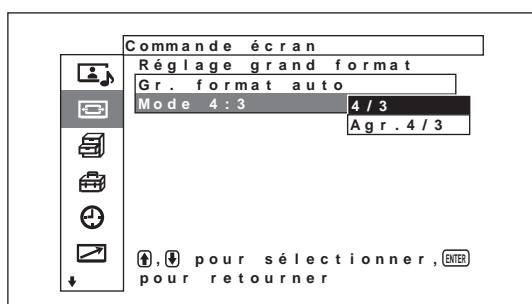 Commande écran
Réglage grand format
Gr. format auto
Mode 4:3 4/3
Agr.4/3
, pour sélectionner, ENTER
pour retourner